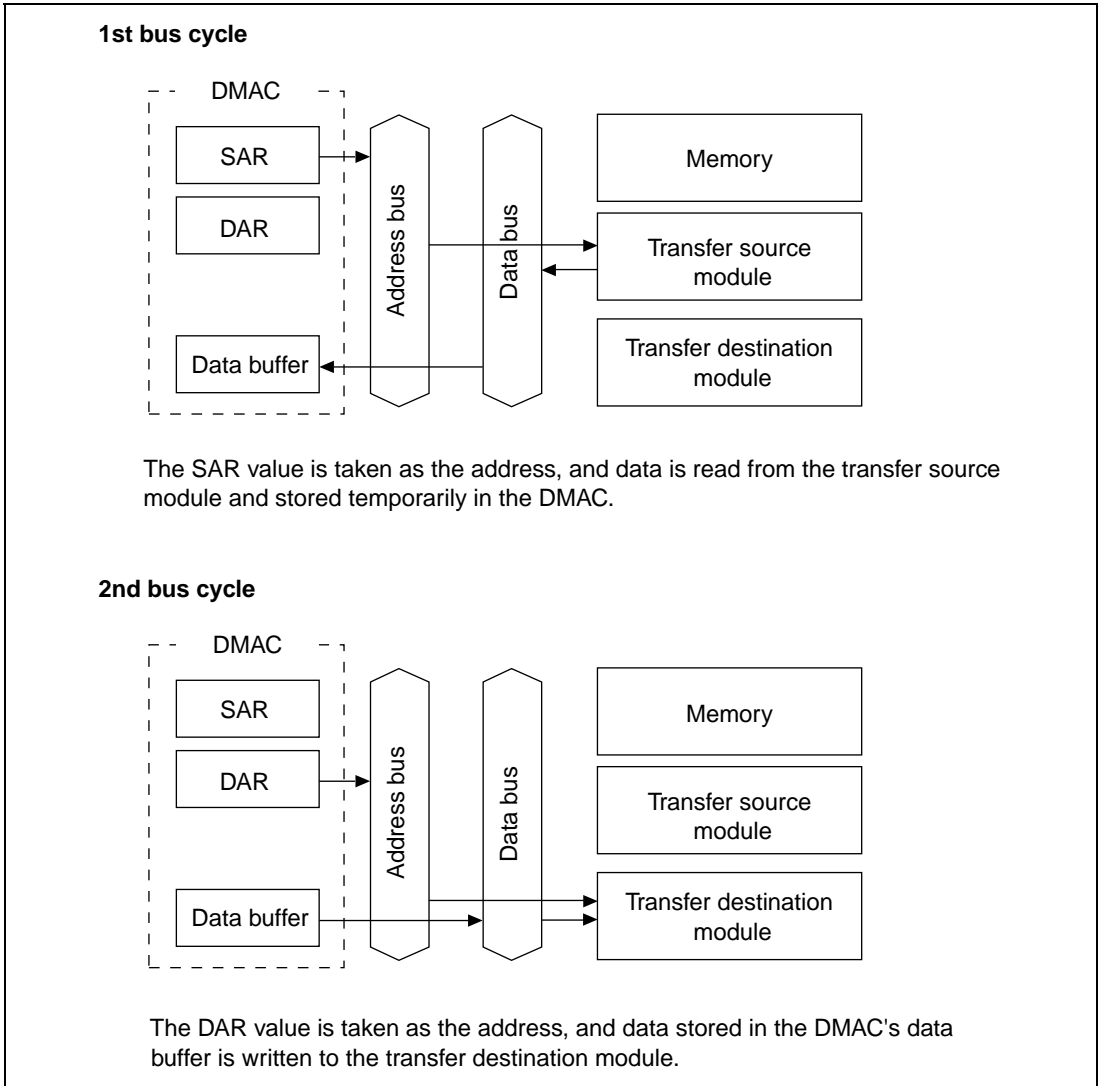 1st bus cycle
DMAC
SAR
DAR
Data buffer
Address bus
Data bus
Memory
Transfer source
module
Transfer destination
module
The SAR value is taken as the address, and data is read from the transfer source
module and stored temporarily in the DMAC.
2nd bus cycle
DMAC
SAR
DAR
Data buffer
Address bus
Data bus
Memory
Transfer source
module
Transfer destination
module
The DAR value is taken as the address, and data stored in the DMAC's data
buffer is written to the transfer destination module.